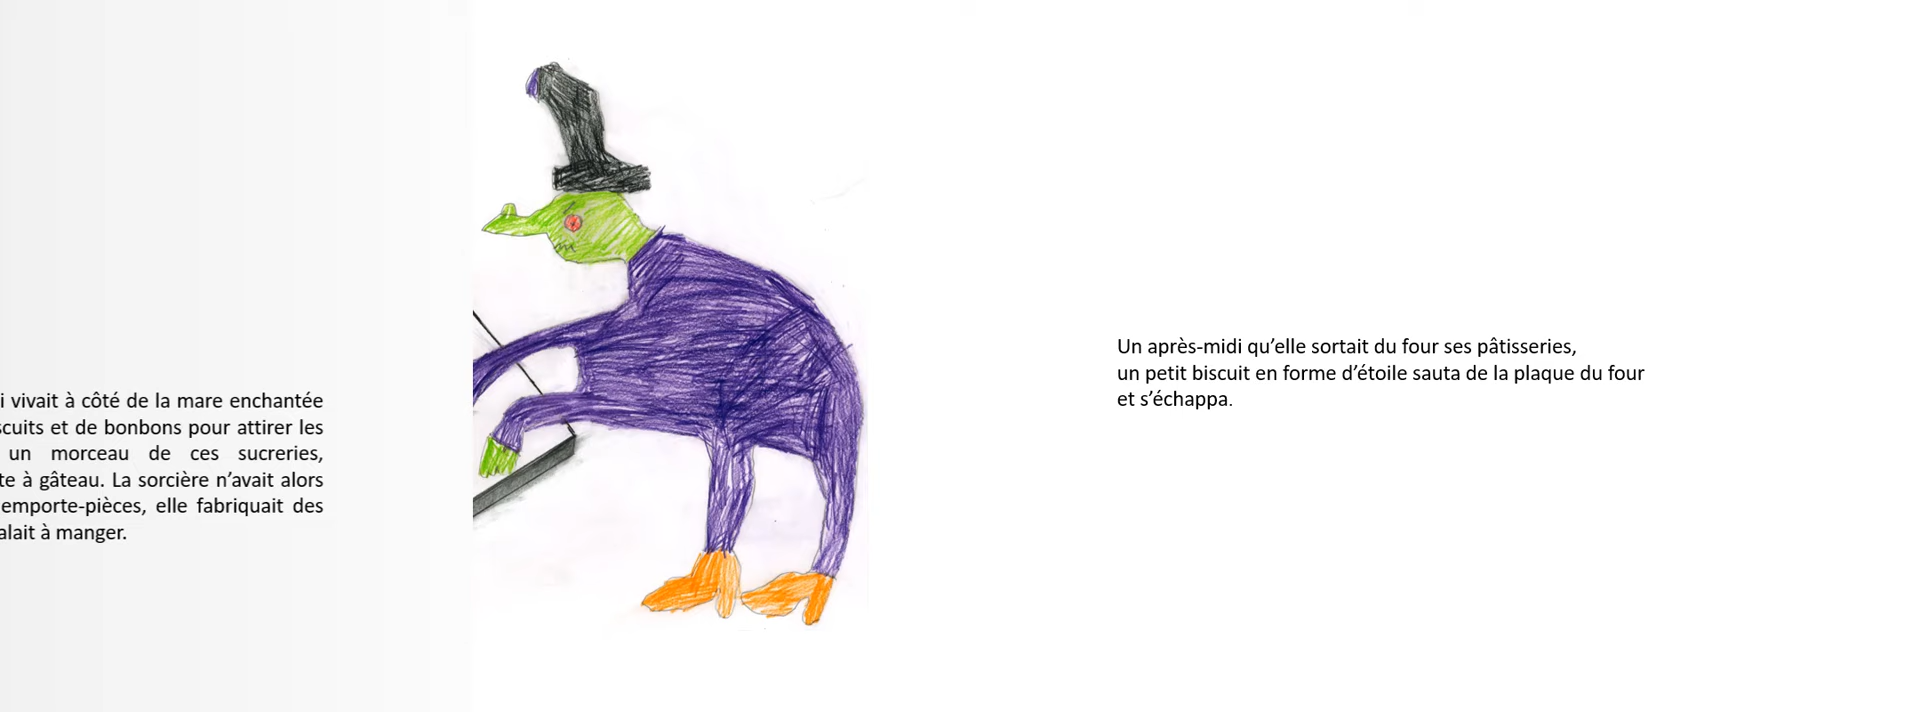 i vivait à côté de la mare enchantée
scuits et de bonbons pour attirer les
un morceau de ces sucreries,
te à gâteau. La sorcière n’avait alors
emporte-pièces, elle fabriquait des
alait à manger.
Un après-midi qu’elle sortait du four ses pâtisseries,
un petit biscuit en forme d’étoile sauta de la plaque du four
et s’échappa.